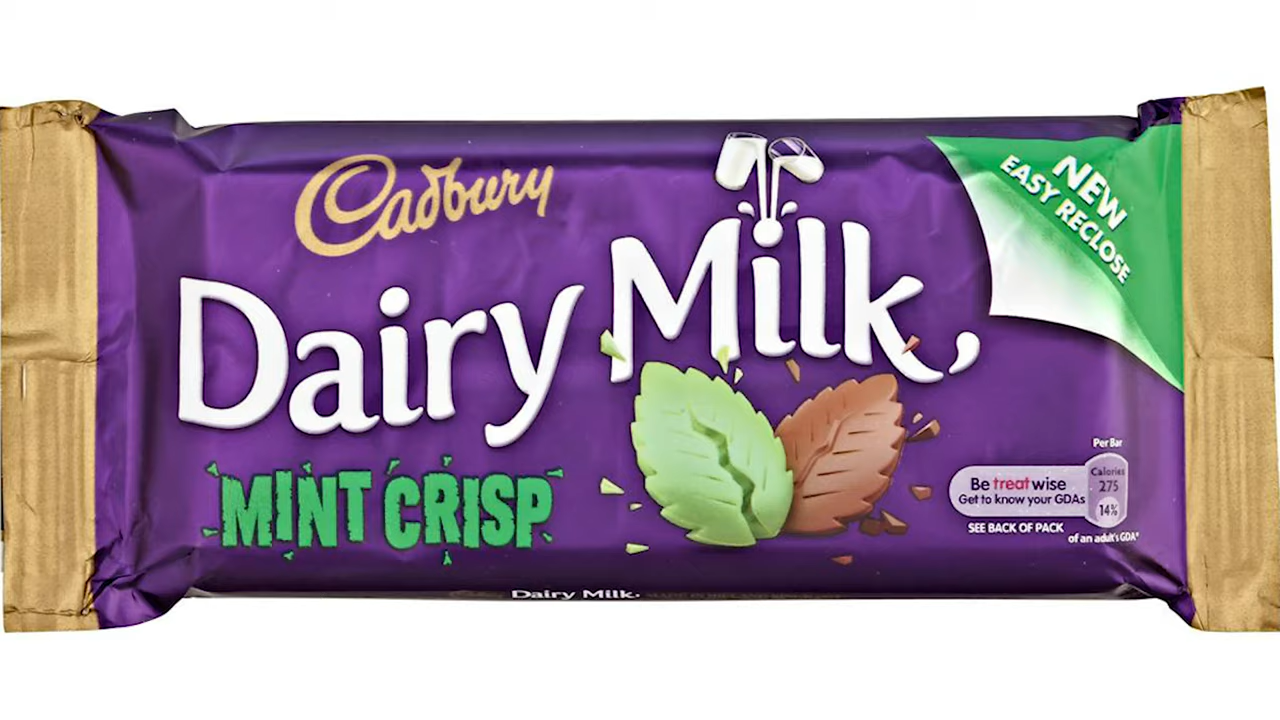 Cadbury
Dairy Milk
MINT CRISP
NEW
EASY RECLOSE
Per Bar
Calories
275
14%
Be treatwise
Get to know your GDAs
SEE BACK OF PACK
of an adult's GDA*
Dairy Milk.